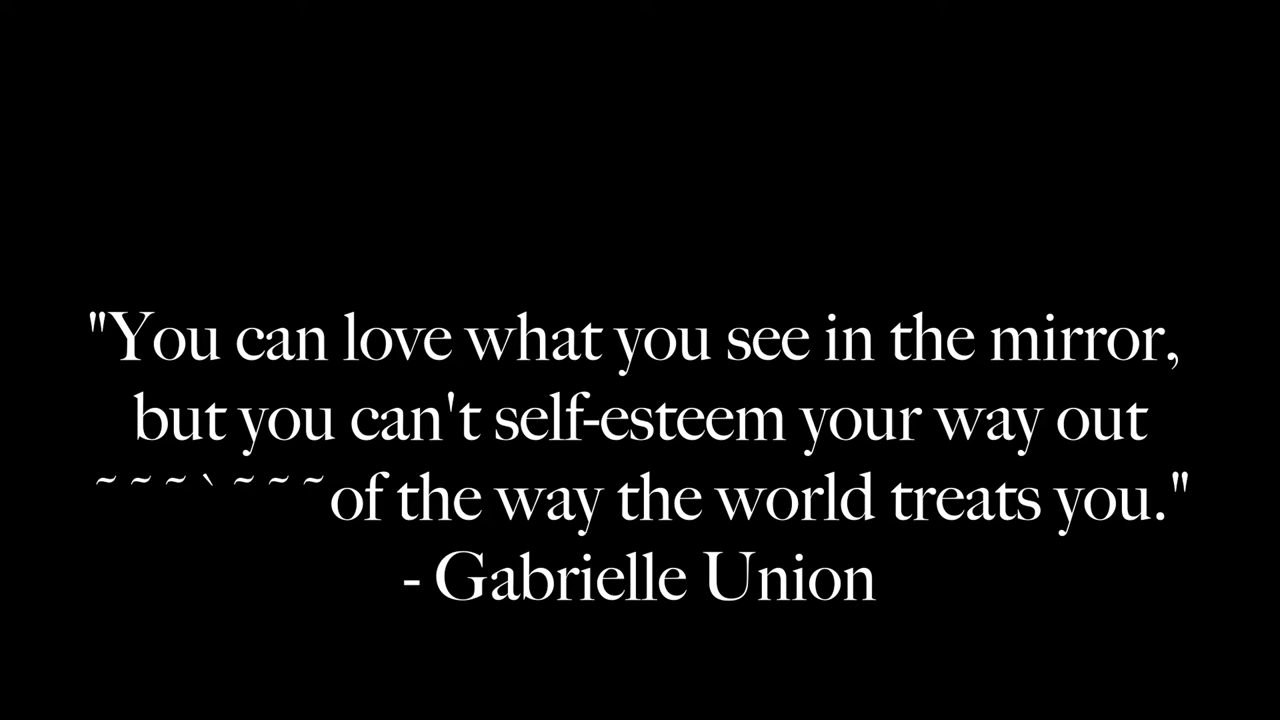 "You can love what you see in the mirror,
but you can't self-esteem your way out
~~~`~~~of the way the world treats you."
- Gabrielle Union